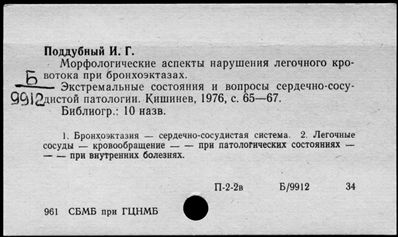 Поддубный И. Г.
Морфологические аспекты нарушения легочного кро-
вотока при бронхоэктазах.
Б
9912
Экстремальные состояния и вопросы сердечно-сосу-
дистой патологии. Кишинев, 1976, с. 65—67.
Библиогр.: 10 назв.
1. Бронхоэктазия — сердечно-сосудистая система. 2. Легочные
сосуды — кровообращение — — при патологических состояниях —
— — при внутренних болезнях.
П-2-2в Б/9912 34
961 СБМБ при ГЦНМБ